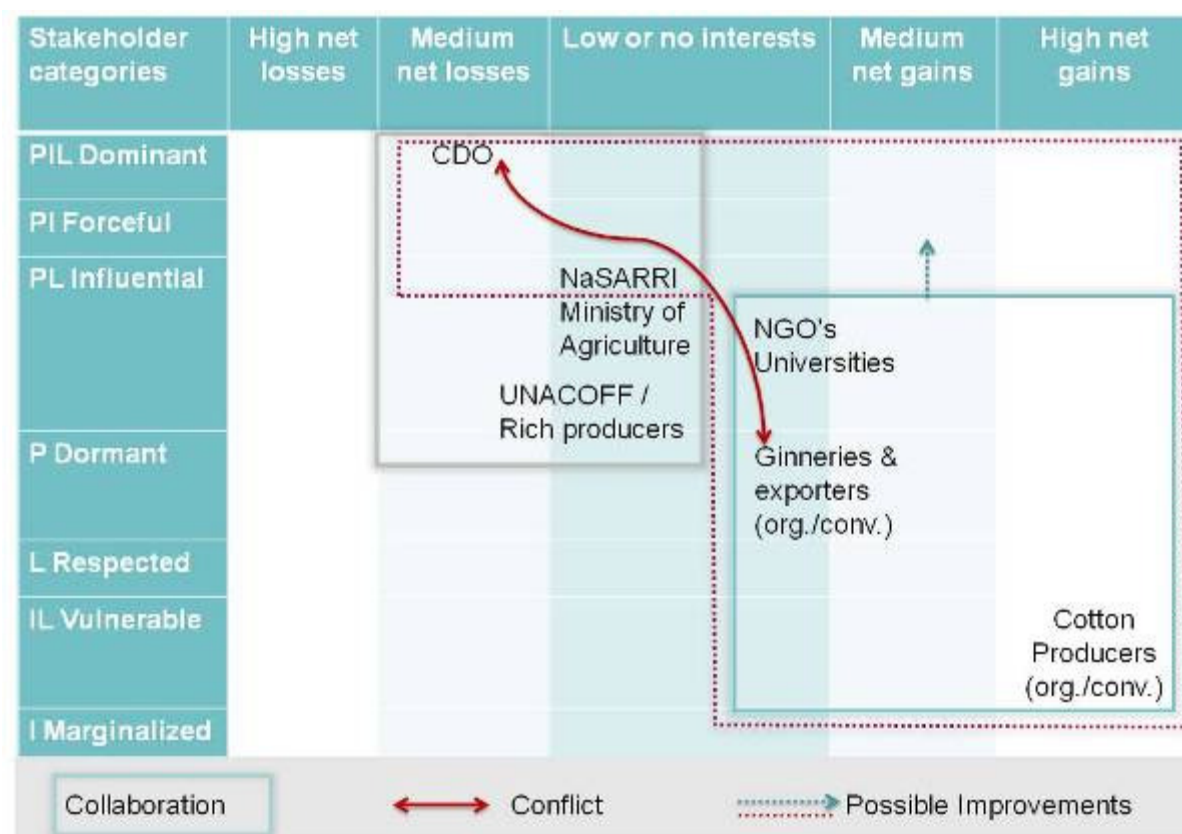 Stakeholder categories
High net losses
Medium net losses
Low or no interests
Medium net gains
High net gains
PIL Dominant
CDO
PI Forceful
PL Influential
NaSARRI
Ministry of
Agriculture
NGO's
Universities
UNACOFF /
Rich producers
P Dormant
Ginneries &
exporters
(org./conv.)
L Respected
IL Vulnerable
Cotton
Producers
(org./conv.)
I Marginalized
Collaboration
Conflict
Possible Improvements